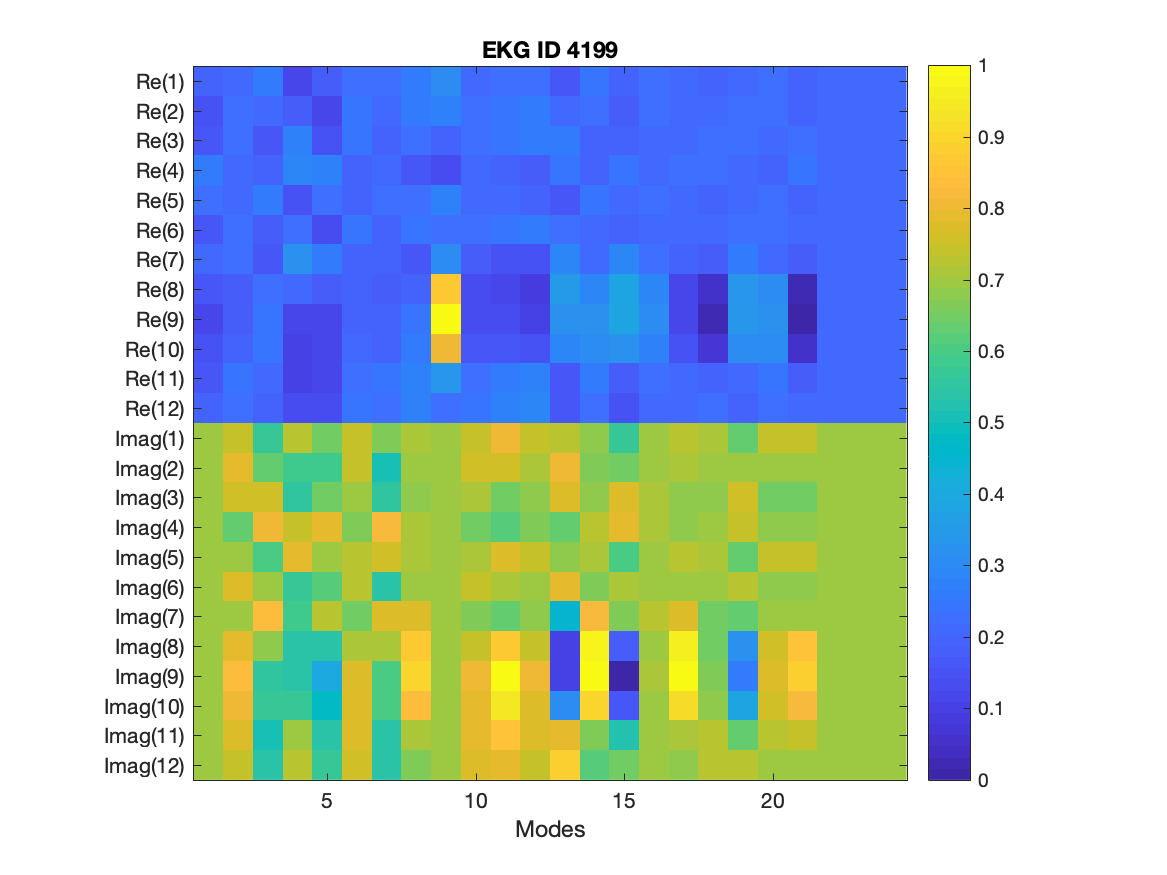 EKG ID 4199
Re(1)
Re(2)
Re(3)
Re(4)
Re(5)
Re(6)
Re(7)
Re(8)
Re(9)
Re(10)
Re(11)
Re(12)
Imag(1)
Imag(2)
Imag(3)
Imag(4)
Imag(5)
Imag(6)
Imag(7)
Imag(8)
Imag(9)
Imag(10)
Imag(11)
Imag(12)
5 10 15 20
Modes
1
0.9
0.8
0.7
0.6
0.5
0.4
0.3
0.2
0.1
0